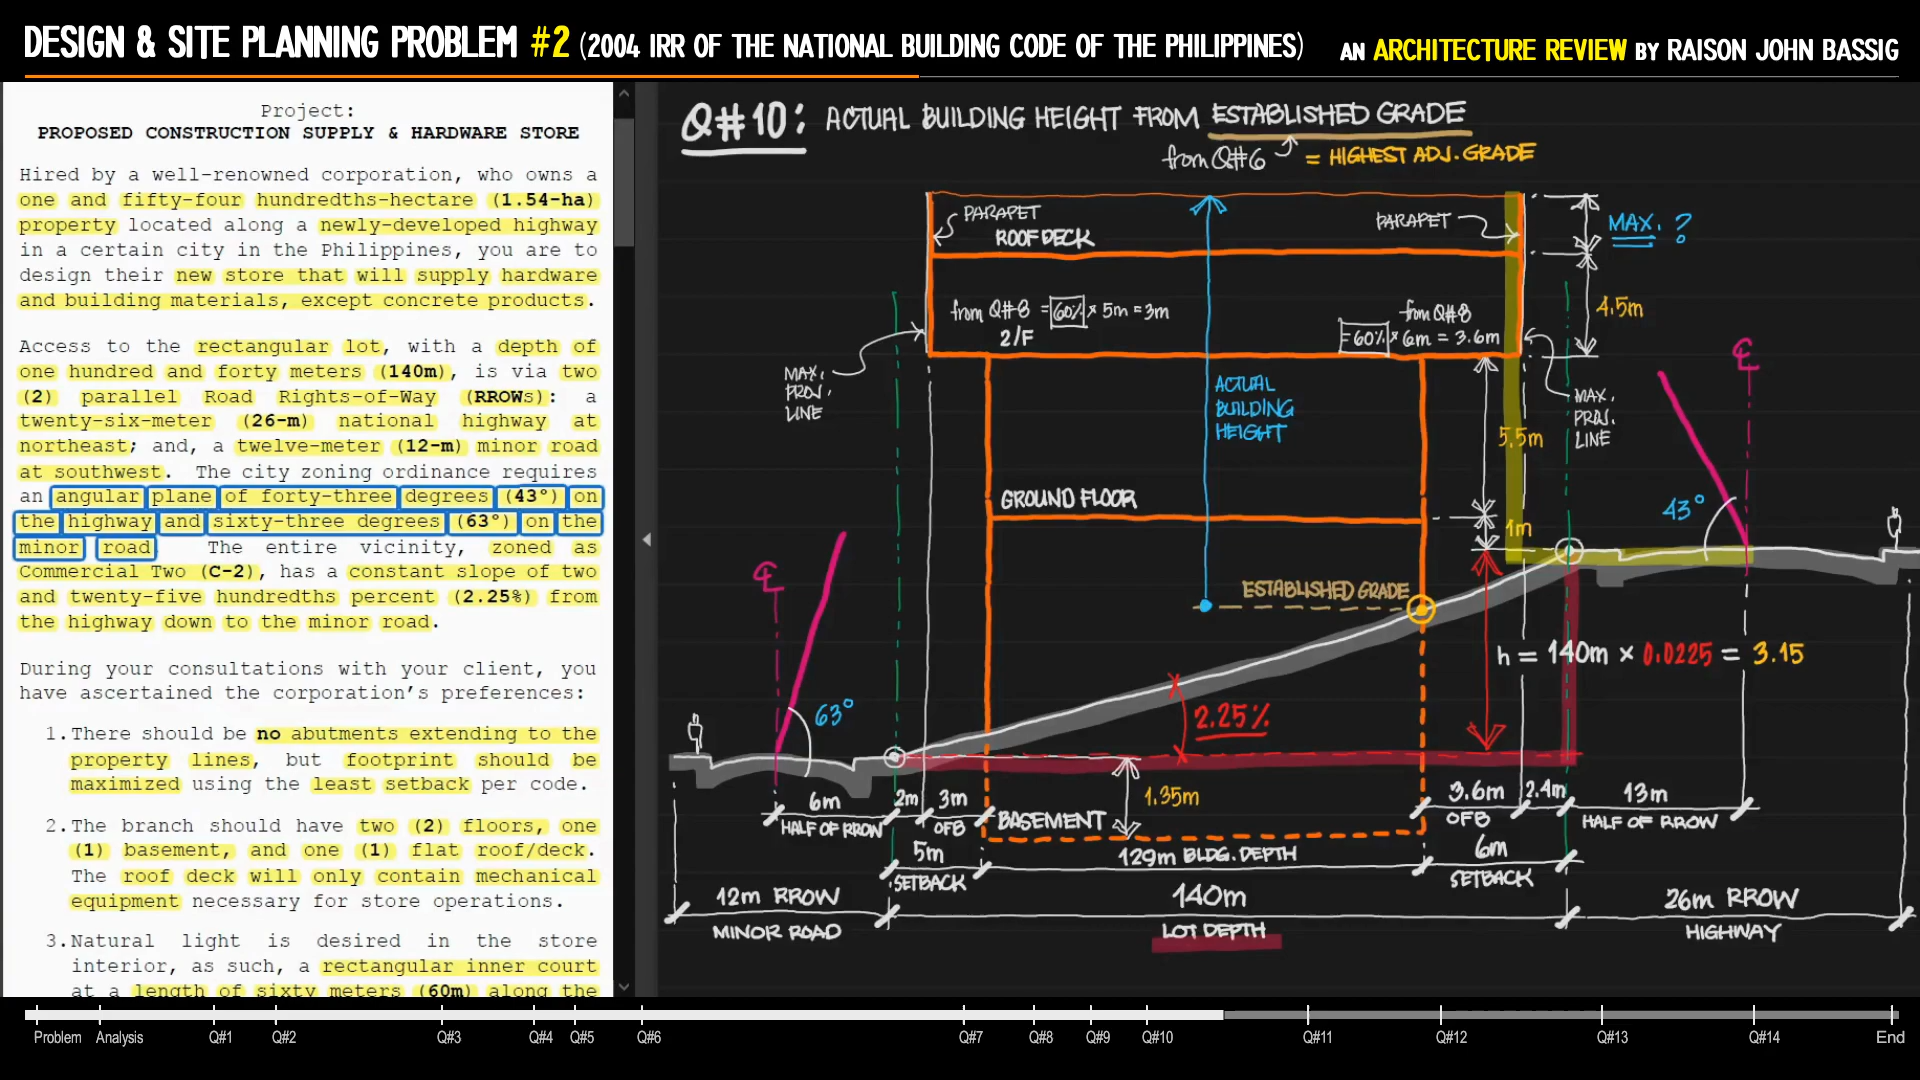 DESIGN & SITE PLANNING PROBLEM #2 (2004 IRR OF THE NATIONAL BUILDING CODE OF THE PHILIPPINES)
AN ARCHITECTURE REVIEW BY RAISON JOHN BASSIG
Project:
PROPOSED CONSTRUCTION SUPPLY & HARDWARE STORE
Hired by a well-renowned corporation, who owns a
one and fifty-four hundredths-hectare (1.54-ha)
property located along a newly-developed highway
in a certain city in the Philippines, you are to
design their new store that will supply hardware
and building materials, except concrete products.
Access to the rectangular lot, with a depth of
one hundred and forty meters (140m), is via two
(2) parallel Road Rights-of-Way (RROWs): a
twenty-six-meter (26-m) national highway at
northeast; and, a twelve-meter (12-m) minor road
at southwest. The city zoning ordinance requires
an angular plane of forty-three degrees (43°) on
the highway and sixty-three degrees (63°) on the
minor road The entire vicinity, zoned as
Commercial Two (C-2), has a constant slope of two
and twenty-five hundredths percent (2.25%) from
the highway down to the minor road.
During your consultations with your client, you
have ascertained the corporation's preferences:
1. There should be no abutments extending to the
property lines, but footprint should be
maximized using the least setback per code.
2. The branch should have two (2) floors, one
(1) basement, and one (1) flat roof/deck.
The roof deck will only contain mechanical
equipment necessary for store operations.
3. Natural light is desired in the store
interior, as such, a rectangular inner court
at a length of sixty meters (60m) along the
Q#10: ACTUAL BUILDING HEIGHT FROM ESTABLISHED GRADE
from Q#6 = HIGHEST ADJ. GRADE
PARAPET
ROOF DECK
PARAPET
MAX. ?
4.5m
from Q#8 = 60% × 5m = 3m
2/F
from Q#8
= 60% × 6m = 3.6m
MAX.
PROJ.
LINE
ACTUAL
BUILDING
HEIGHT
5.5m
MAX.
PROJ.
LINE
GROUND FLOOR
1m
43°
ESTABLISHED GRADE
h = 140m × 0.0225 = 3.15
63°
2.25%
1.35m
6m
HALF OF RROW
2m
3m
OFB
BASEMENT
3.6m
OFB
2.4m
13m
HALF OF RROW
5m
SETBACK
129m BLDG. DEPTH
6m
SETBACK
12m RROW
MINOR ROAD
140m
LOT DEPTH
26m RROW
HIGHWAY
Problem Analysis Q#1 Q#2 Q#3 Q#4 Q#5 Q#6 Q#7 Q#8 Q#9 Q#10 Q#11 Q#12 Q#13 Q#14 End